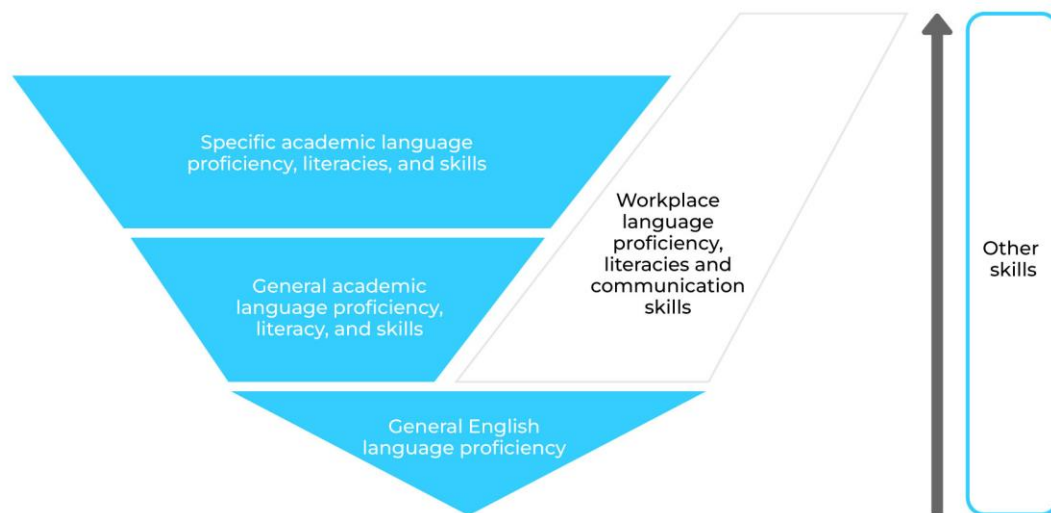 Specific academic language
proficiency, literacies, and skills
General academic
language proficiency,
literacy, and skills
General English
language proficiency
Workplace
language
proficiency,
literacies and
communication
skills
Other
skills